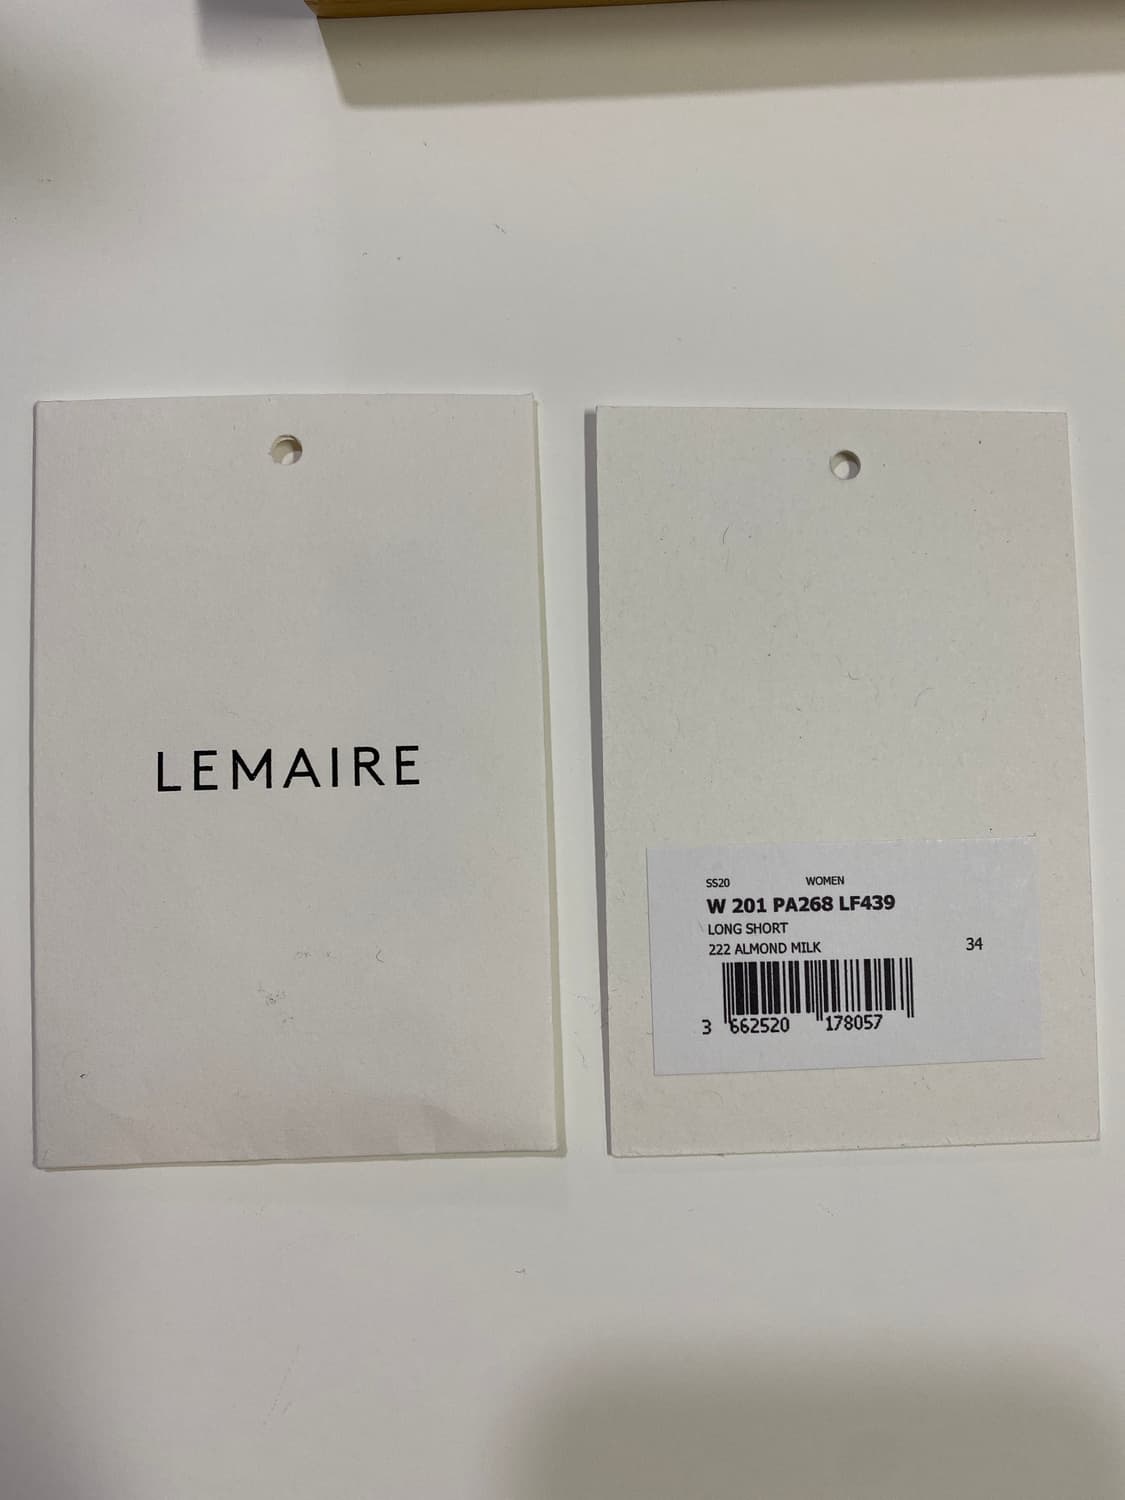 LEMAIRE
SS20 WOMEN
W 201 PA268 LF439
LONG SHORT
222 ALMOND MILK 34
3 662520 178057